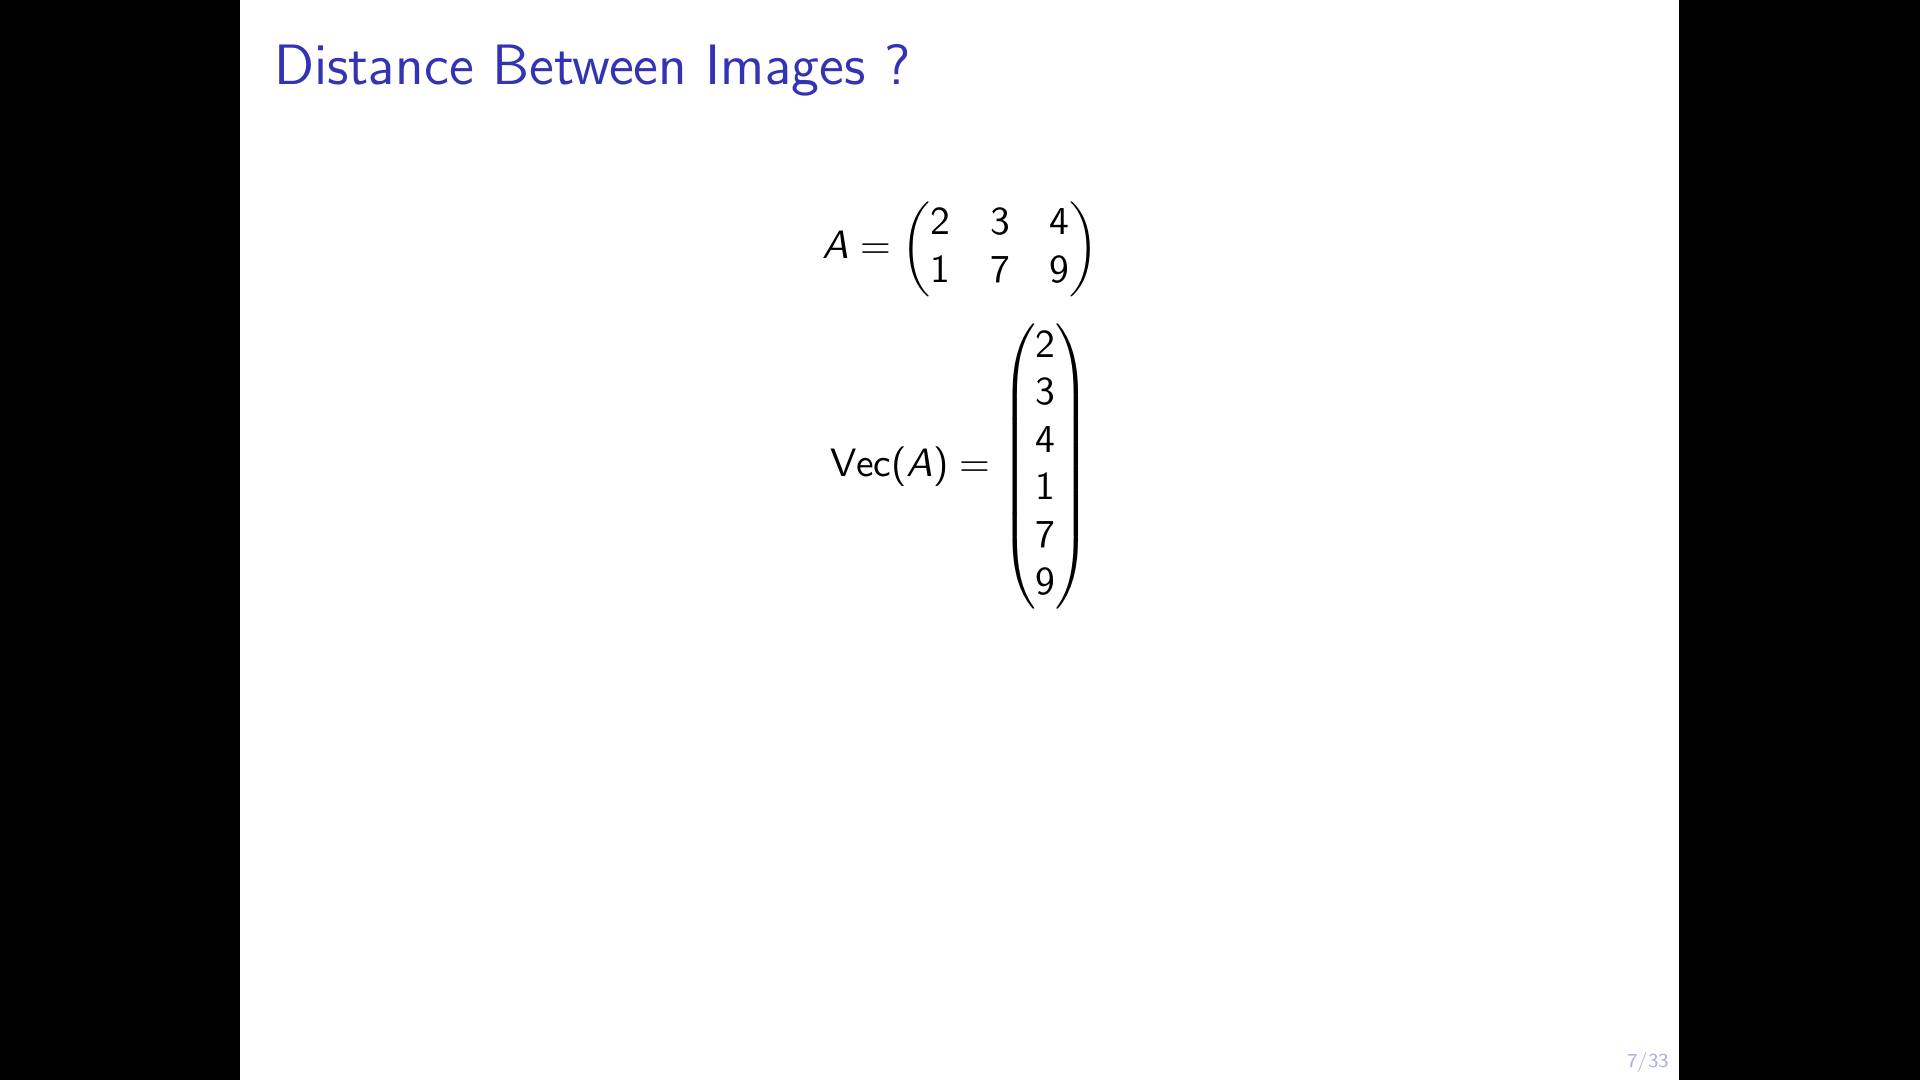 Distance Between Images ?
A = (2 3 4
1 7 9)
Vec(A) = (2
3
4
1
7
9)
7/33